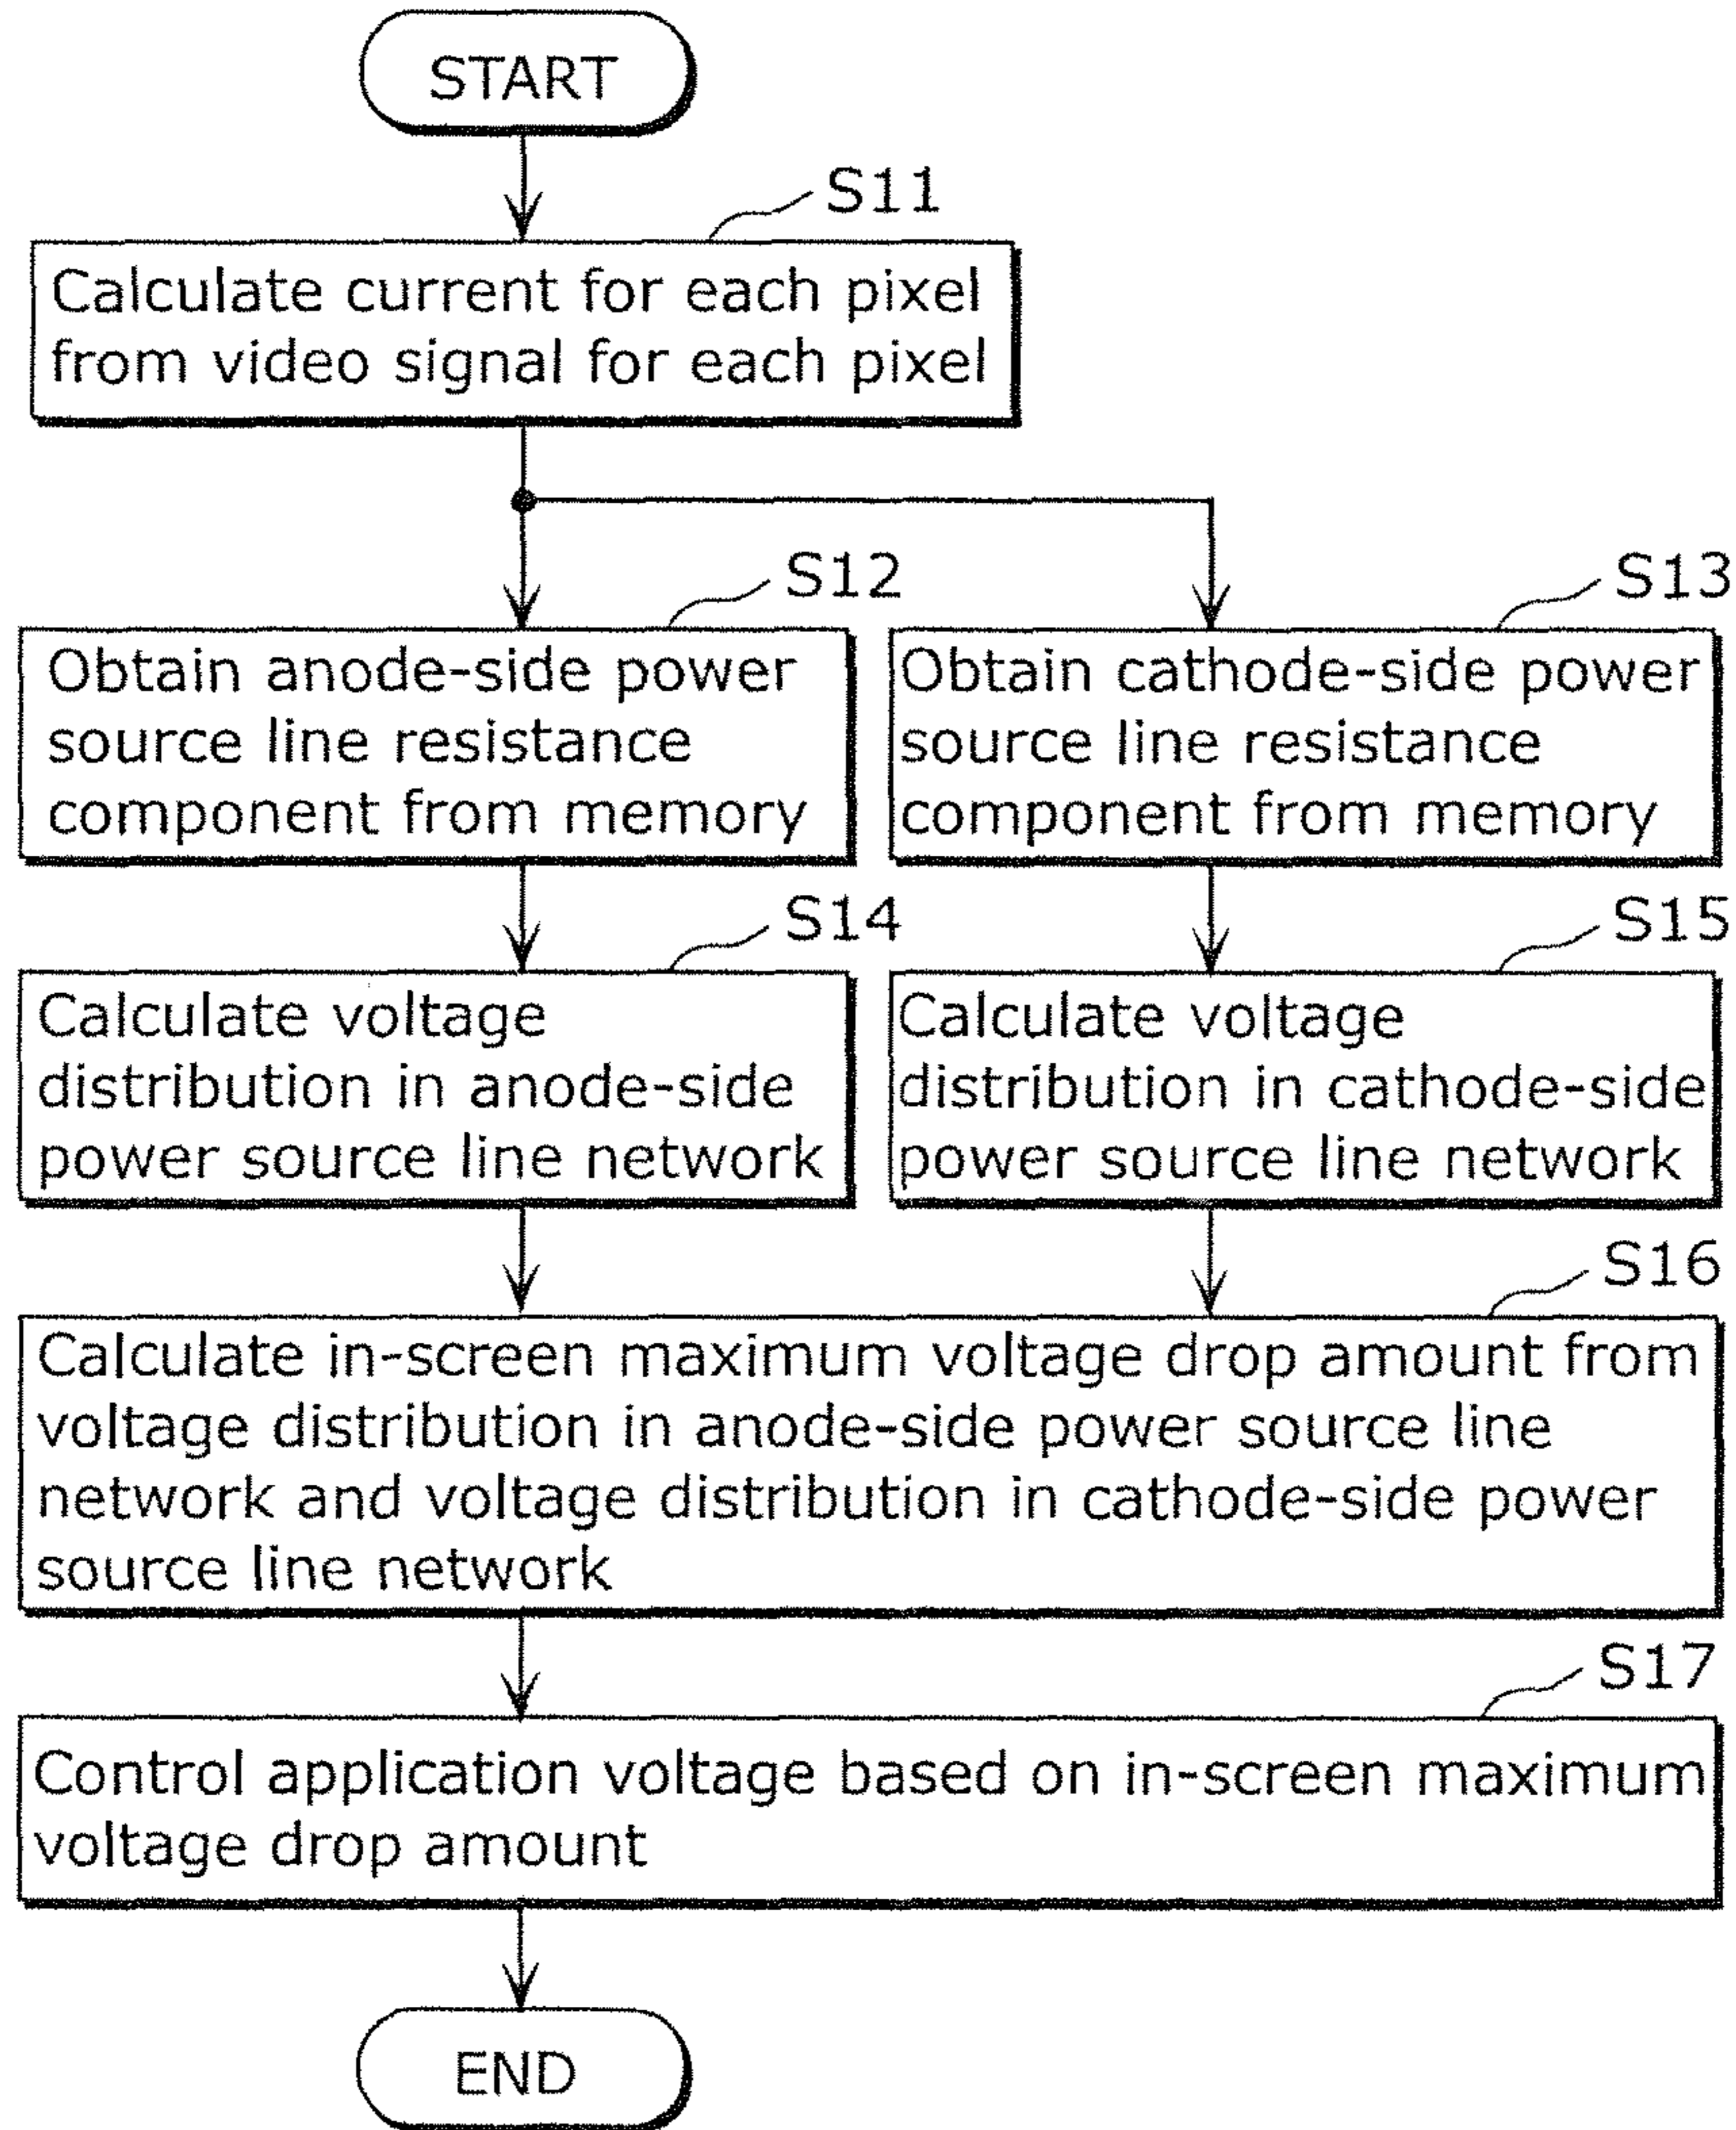 START
S11
Calculate current for each pixel
from video signal for each pixel
S12
Obtain anode-side power
source line resistance
component from memory
S13
Obtain cathode-side power
source line resistance
component from memory
S14
Calculate voltage
distribution in anode-side
power source line network
S15
Calculate voltage
distribution in cathode-side
power source line network
S16
Calculate in-screen maximum voltage drop amount from
voltage distribution in anode-side power source line
network and voltage distribution in cathode-side power
source line network
S17
Control application voltage based on in-screen maximum
voltage drop amount
END